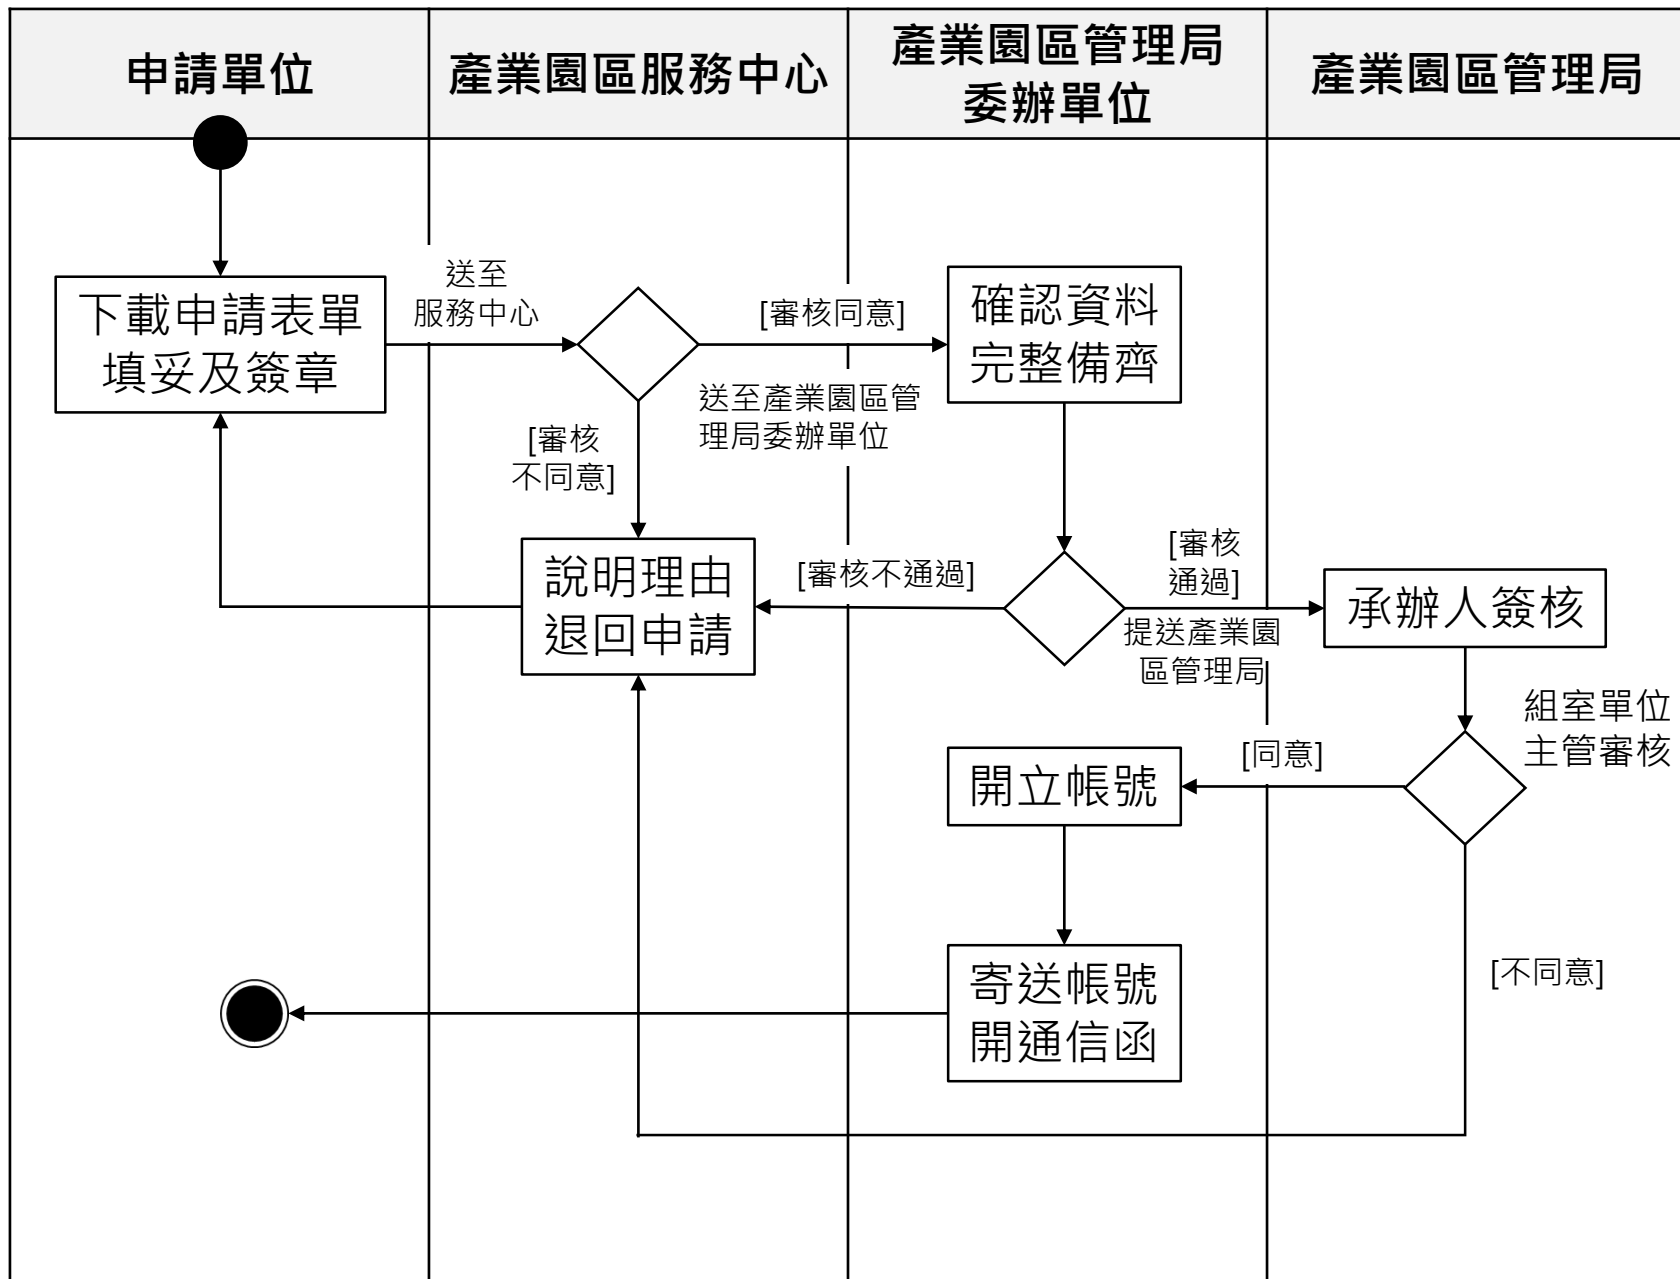 申請單位
產業園區服務中心
產業園區管理局
委辦單位
產業園區管理局
下載申請表單
填妥及簽章
送至
服務中心
[審核同意]
送至產業園區管
理局委辦單位
確認資料
完整備齊
[審核
不同意]
說明理由
退回申請
[審核不通過]
[審核
通過]
提送產業園
區管理局
承辦人簽核
組室單位
主管審核
[同意]
開立帳號
[不同意]
寄送帳號
開通信函